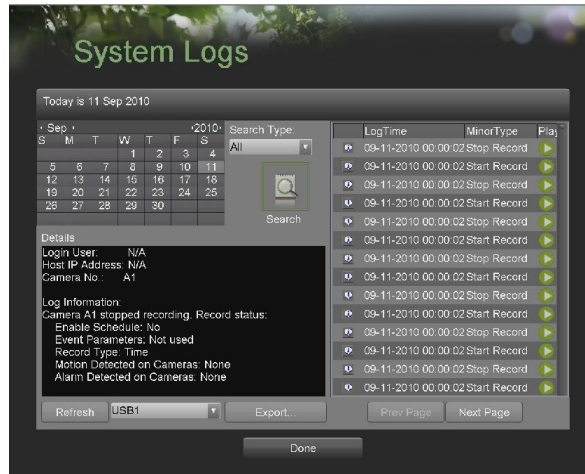 System Logs
Today is 11 Sep 2010
Sep 2010
S M T W T F S
1 2 3 4
5 6 7 8 9 10 11
12 13 14 15 16 17 18
19 20 21 22 23 24 25
26 27 28 29 30
Search Type:
All
Search
Details
Login User: N/A
Host IP Address: N/A
Camera No.: A1
Log Information:
Camera A1 stopped recording. Record status:
Enable Schedule: No
Event Parameters: Not used
Record Type: Time
Motion Detected on Cameras: None
Alarm Detected on Cameras: None
LogTime MinorType Play
09-11-2010 00:00:02 Stop Record
09-11-2010 00:00:02 Start Record
09-11-2010 00:00:02 Stop Record
09-11-2010 00:00:02 Start Record
09-11-2010 00:00:02 Stop Record
09-11-2010 00:00:02 Start Record
09-11-2010 00:00:02 Stop Record
09-11-2010 00:00:02 Start Record
09-11-2010 00:00:02 Stop Record
09-11-2010 00:00:02 Start Record
09-11-2010 00:00:02 Stop Record
09-11-2010 00:00:02 Start Record
09-11-2010 00:00:02 Stop Record
09-11-2010 00:00:02 Start Record
Refresh USB1 Export... Prev Page Next Page
Done